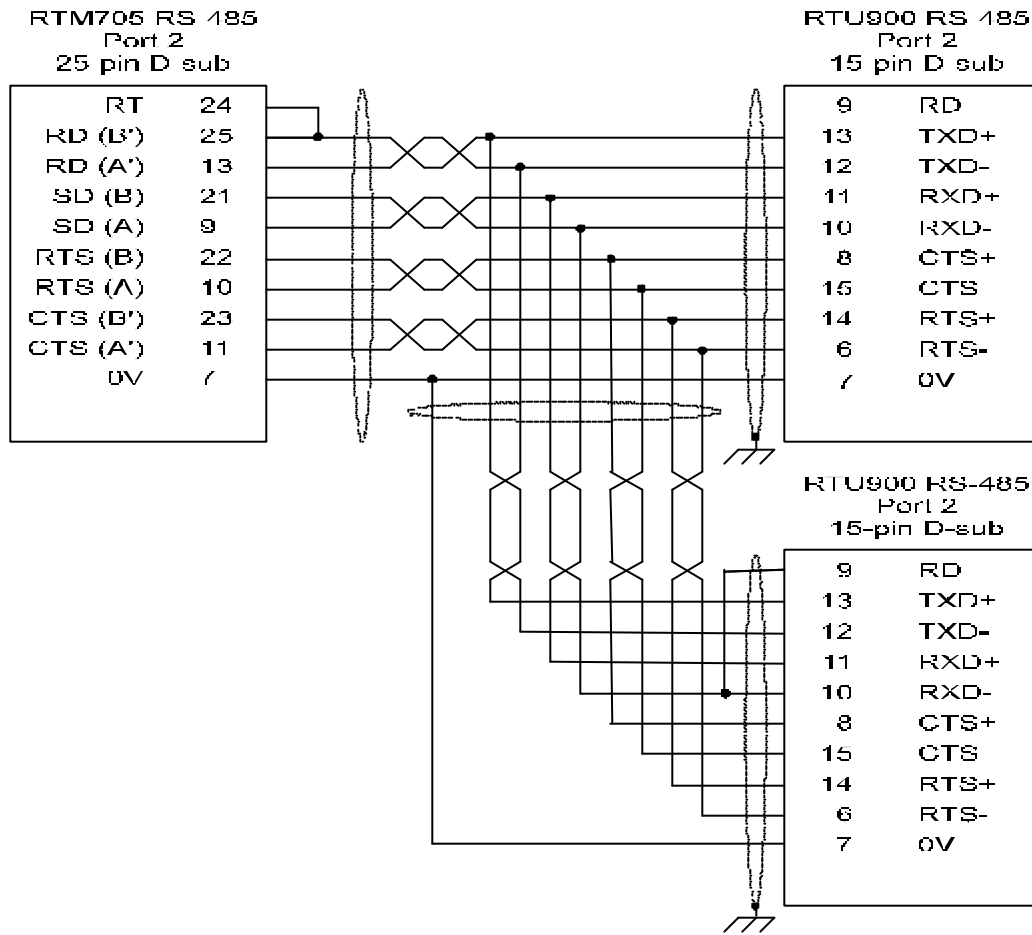 RTM705 RS 485
Port 2
25 pin D sub
RT 24
RD (B') 25
RD (A') 13
SD (B) 21
SD (A) 9
RTS (B) 22
RTS (A) 10
CTS (B') 23
CTS (A') 11
0V 7
RTU900 RS 485
Port 2
15 pin D sub
9 RD
13 TXD+
12 TXD-
11 RXD+
10 RXD-
8 CTS+
15 CTS
14 RTS+
6 RTS-
7 0V
RTU900 RS-485
Port 2
15-pin D-sub
9 RD
13 TXD+
12 TXD-
11 RXD+
10 RXD-
8 CTS+
15 CTS
14 RTS+
6 RTS-
7 0V